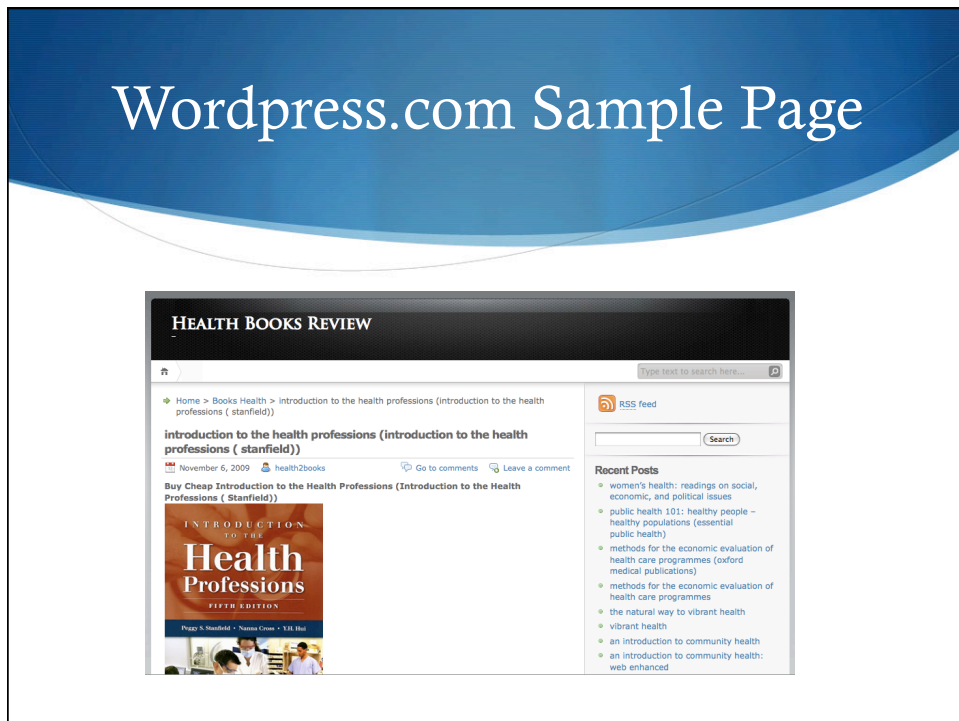 Wordpress.com Sample Page
Health Books Review
Type text to search here...
Home > Books Health > introduction to the health professions (introduction to the health
professions ( stanfield))
introduction to the health professions (introduction to the health
professions ( stanfield))
November 6, 2009 health2books Go to comments Leave a comment
Buy Cheap Introduction to the Health Professions (Introduction to the Health
Professions ( Stanfield))
INTRODUCTION
TO THE
Health
Professions
FIFTH EDITION
Peggy S. Stanfield • Nanna Cross • Y.H. Hui
RSS feed
Search
Recent Posts
women's health: readings on social,
economic, and political issues
public health 101: healthy people –
healthy populations (essential
public health)
methods for the economic evaluation of
health care programmes (oxford
medical publications)
methods for the economic evaluation of
health care programmes
the natural way to vibrant health
vibrant health
an introduction to community health
an introduction to community health:
web enhanced